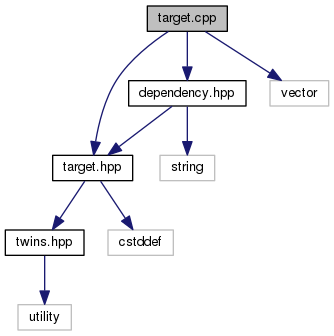 target.cpp
dependency.hpp
vector
target.hpp
string
twins.hpp
cstddef
utility